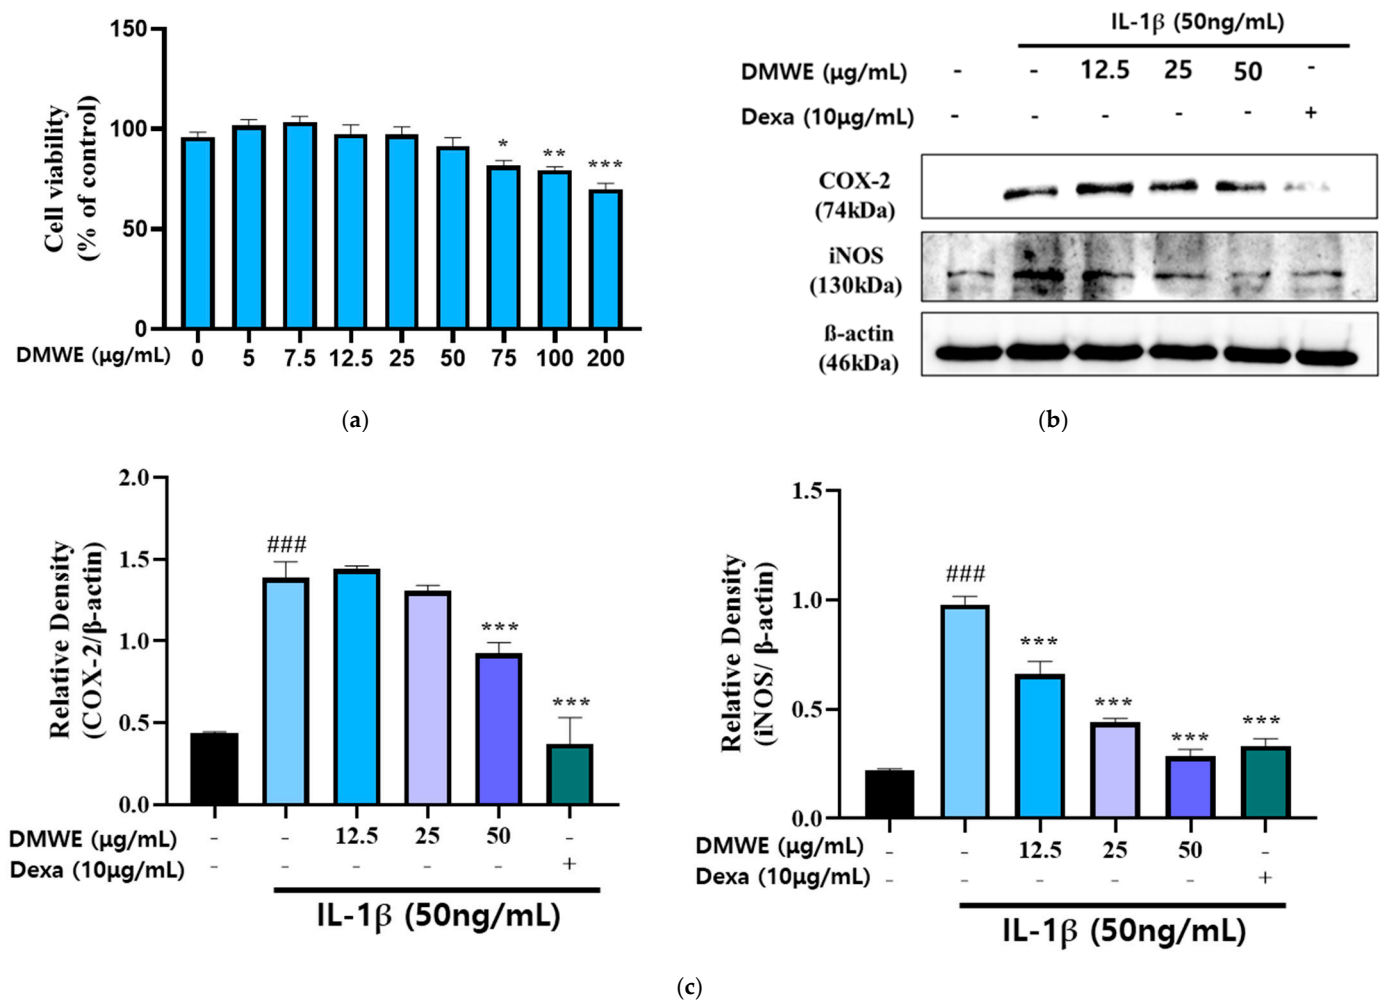 150
100
50
0
Cell viability
(% of control)
* ** ***
DMWE (μg/mL) 0 5 7.5 12.5 25 50 75 100 200
(a)
IL-1β (50ng/mL)
DMWE (μg/mL) - - 12.5 25 50 -
Dexa (10μg/mL) - - - - - +
COX-2
(74kDa)
iNOS
(130kDa)
ß-actin
(46kDa)
(b)
2.0
1.5
1.0
0.5
0.0
Relative Density
(COX-2/β-actin)
###
***
***
DMWE (μg/mL) - - 12.5 25 50 -
Dexa (10μg/mL) - - - - - +
IL-1β (50ng/mL)
1.5
1.0
0.5
0.0
Relative Density
(iNOS/ β-actin)
###
***
***
***
***
DMWE (μg/mL) - - 12.5 25 50 -
Dexa (10μg/mL) - - - - - +
IL-1β (50ng/mL)
(c)